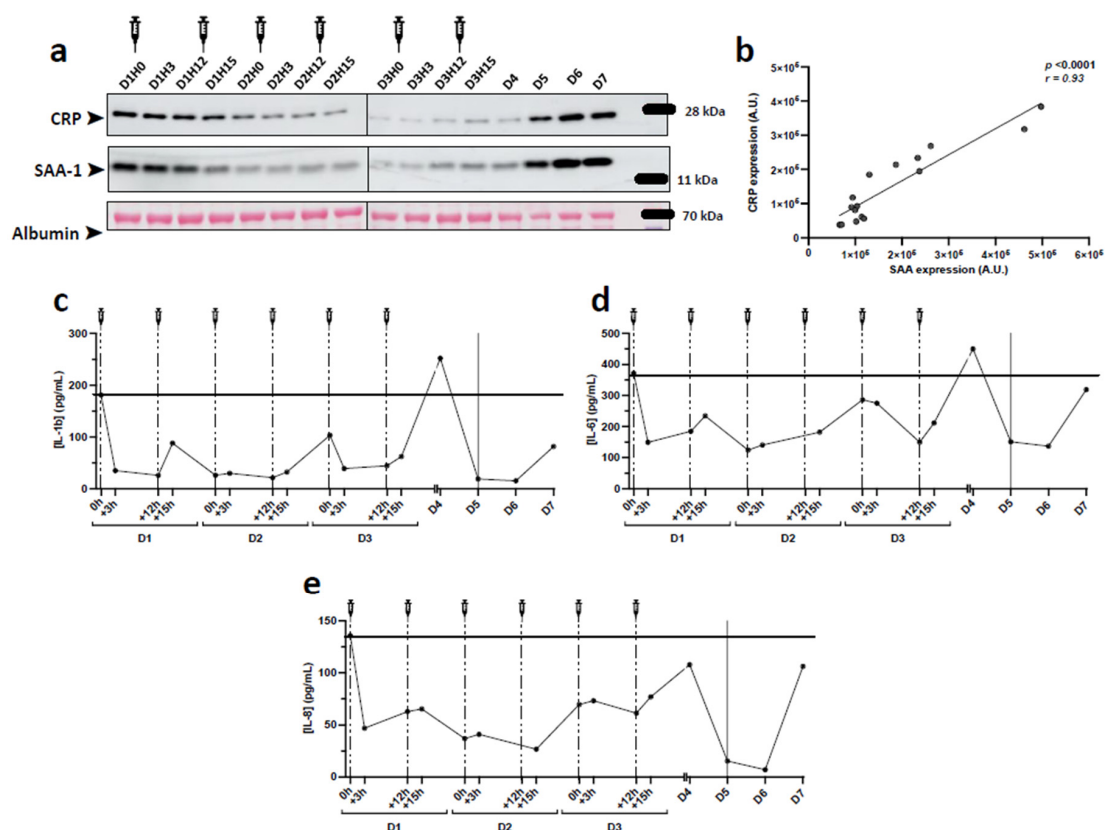 a
D1H0 D1H3 D1H12 D1H15 D2H0 D2H3 D2H12 D2H15 D3H0 D3H3 D3H12 D3H15 D4 D5 D6 D7
CRP
28 kDa
SAA-1
11 kDa
70 kDa
Albumin
b
p <0.0001
r = 0.93
CRP expression (A.U.)
5×10⁶
4×10⁶
3×10⁶
2×10⁶
1×10⁶
0
0 1×10⁶ 2×10⁶ 3×10⁶ 4×10⁶ 5×10⁶ 6×10⁶
SAA expression (A.U.)
c
[IL-1b] (pg/mL)
300
200
100
0
0h +3h +12h +15h 0h +3h +12h +15h 0h +3h +12h +15h D4 D5 D6 D7
D1 D2 D3
d
[IL-6] (pg/mL)
500
400
300
200
100
0
0h +3h +12h +15h 0h +3h +12h +15h 0h +3h +12h +15h D4 D5 D6 D7
D1 D2 D3
e
[IL-8] (pg/mL)
150
100
50
0
0h +3h +12h +15h 0h +3h +12h +15h 0h +3h +12h +15h D4 D5 D6 D7
D1 D2 D3